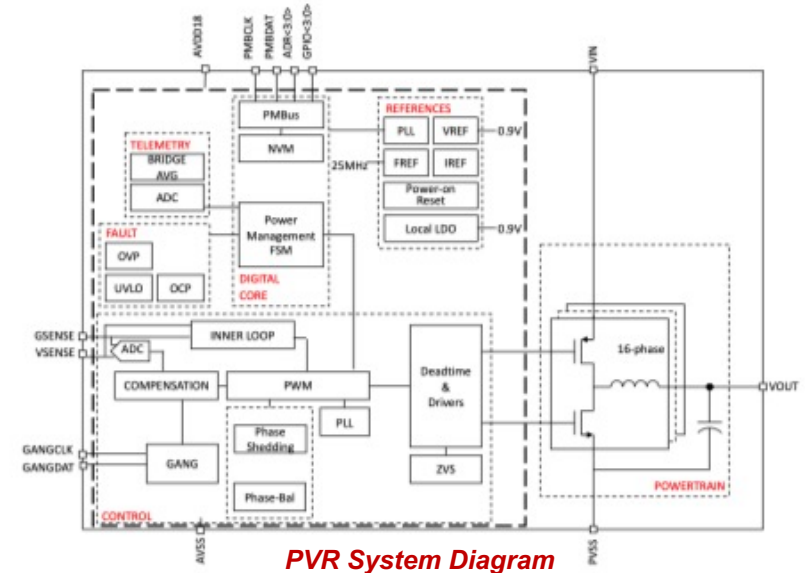 AVDD18
PMBCLK
PMBDAT
ADR<3:0>
GPIO<3:0>
VIN
PMBus
NVM
REFERENCES
PLL
VREF
0.9V
TELEMETRY
BRIDGE
AVG
ADC
25MHz
FREF
IREF
Power-on
Reset
Local LDO
0.9V
Power
Management
FSM
FAULT
OVP
UVLO
OCP
DIGITAL
CORE
GSENSE
VSENSE
ADC
INNER LOOP
COMPENSATION
PWM
Deadtime
&
Drivers
16-phase
VOUT
PLL
Phase
Shedding
GANGCLK
GANGDAT
GANG
ZVS
Phase-Bal
POWERTRAIN
CONTROL
AVSS
PVSS
PVR System Diagram